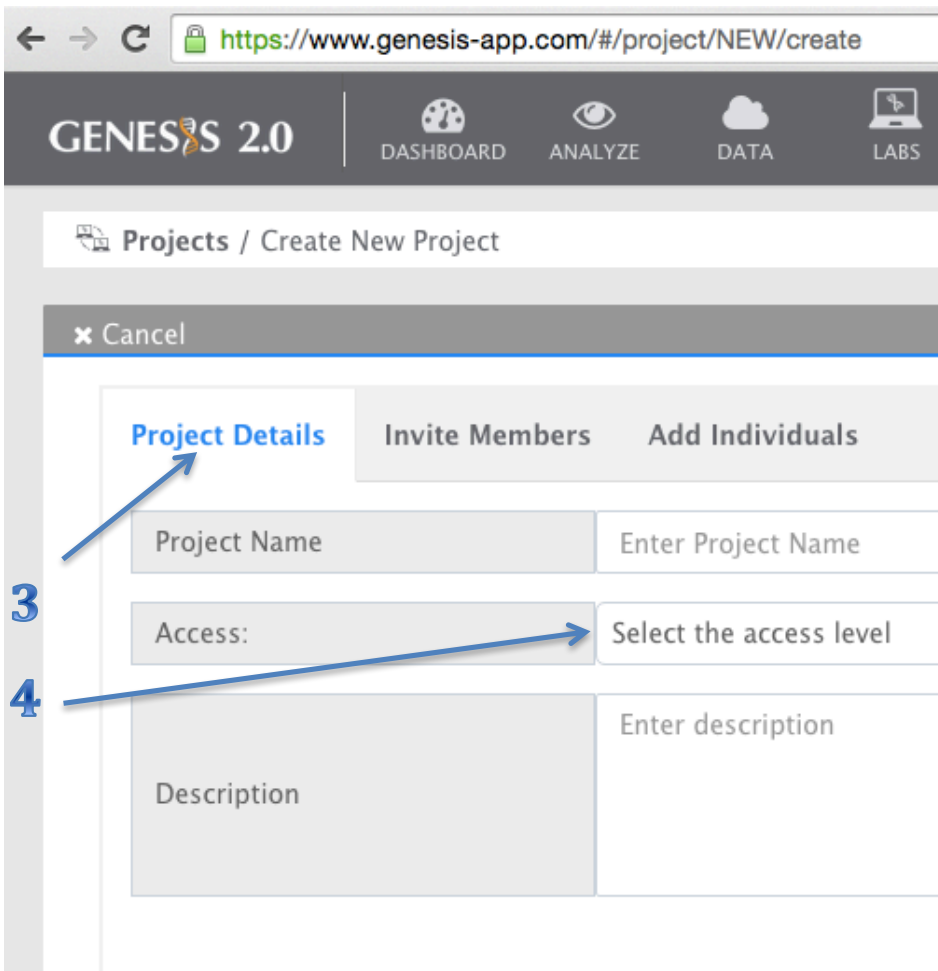 https://www.genesis-app.com/#/project/NEW/create
GENESIS 2.0
DASHBOARD ANALYZE DATA LABS
Projects / Create New Project
Cancel
Project Details Invite Members Add Individuals
Project Name Enter Project Name
3
Access: Select the access level
4
Enter description
Description